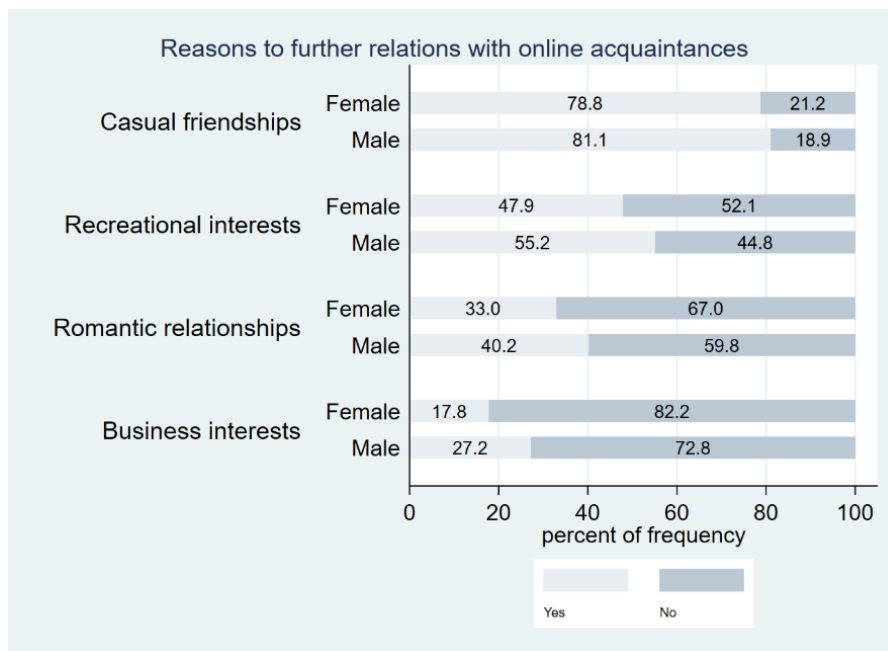 Reasons to further relations with online acquaintances
Casual friendships
Female 78.8 21.2
Male 81.1 18.9
Recreational interests
Female 47.9 52.1
Male 55.2 44.8
Romantic relationships
Female 33.0 67.0
Male 40.2 59.8
Business interests
Female 17.8 82.2
Male 27.2 72.8
0 20 40 60 80 100
percent of frequency
Yes No